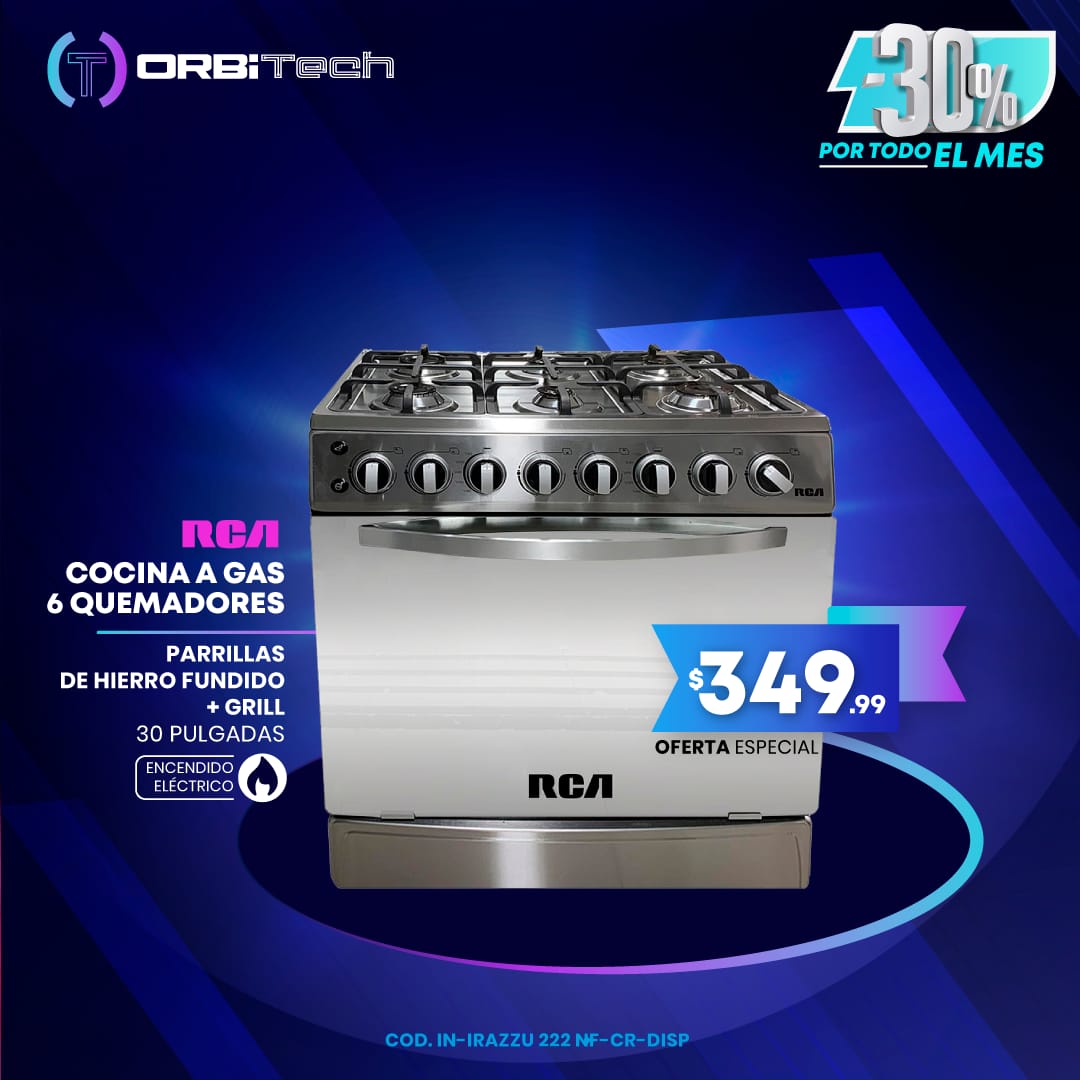 (T) ORBiTech
-30%
POR TODO EL MES
RCA
RCA
COCINA A GAS
6 QUEMADORES
PARRILLAS
DE HIERRO FUNDIDO
+ GRILL
30 PULGADAS
ENCENDIDO
ELÉCTRICO
$349.99
OFERTA ESPECIAL
RCA
COD. IN-IRAZZU 222 NF-CR-DISP